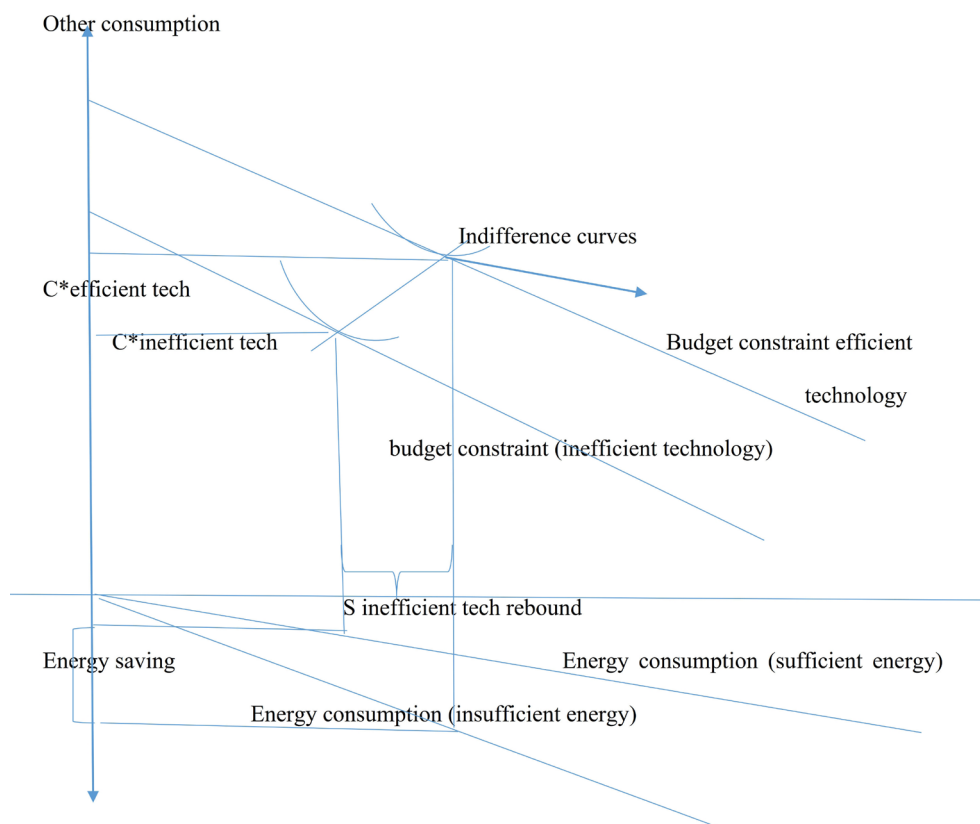 Other consumption
Indifference curves
C*efficient tech
C*inefficient tech
Budget constraint efficient
technology
budget constraint (inefficient technology)
S inefficient tech rebound
Energy saving
Energy consumption (sufficient energy)
Energy consumption (insufficient energy)